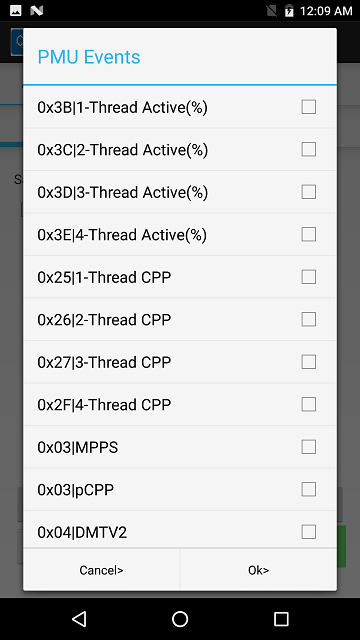 12:09 AM
PMU Events
0x3B|1-Thread Active(%)
0x3C|2-Thread Active(%)
0x3D|3-Thread Active(%)
0x3E|4-Thread Active(%)
0x25|1-Thread CPP
0x26|2-Thread CPP
0x27|3-Thread CPP
0x2F|4-Thread CPP
0x03|MPPS
0x03|pCPP
0x04|DMTV2
Cancel>
Ok>